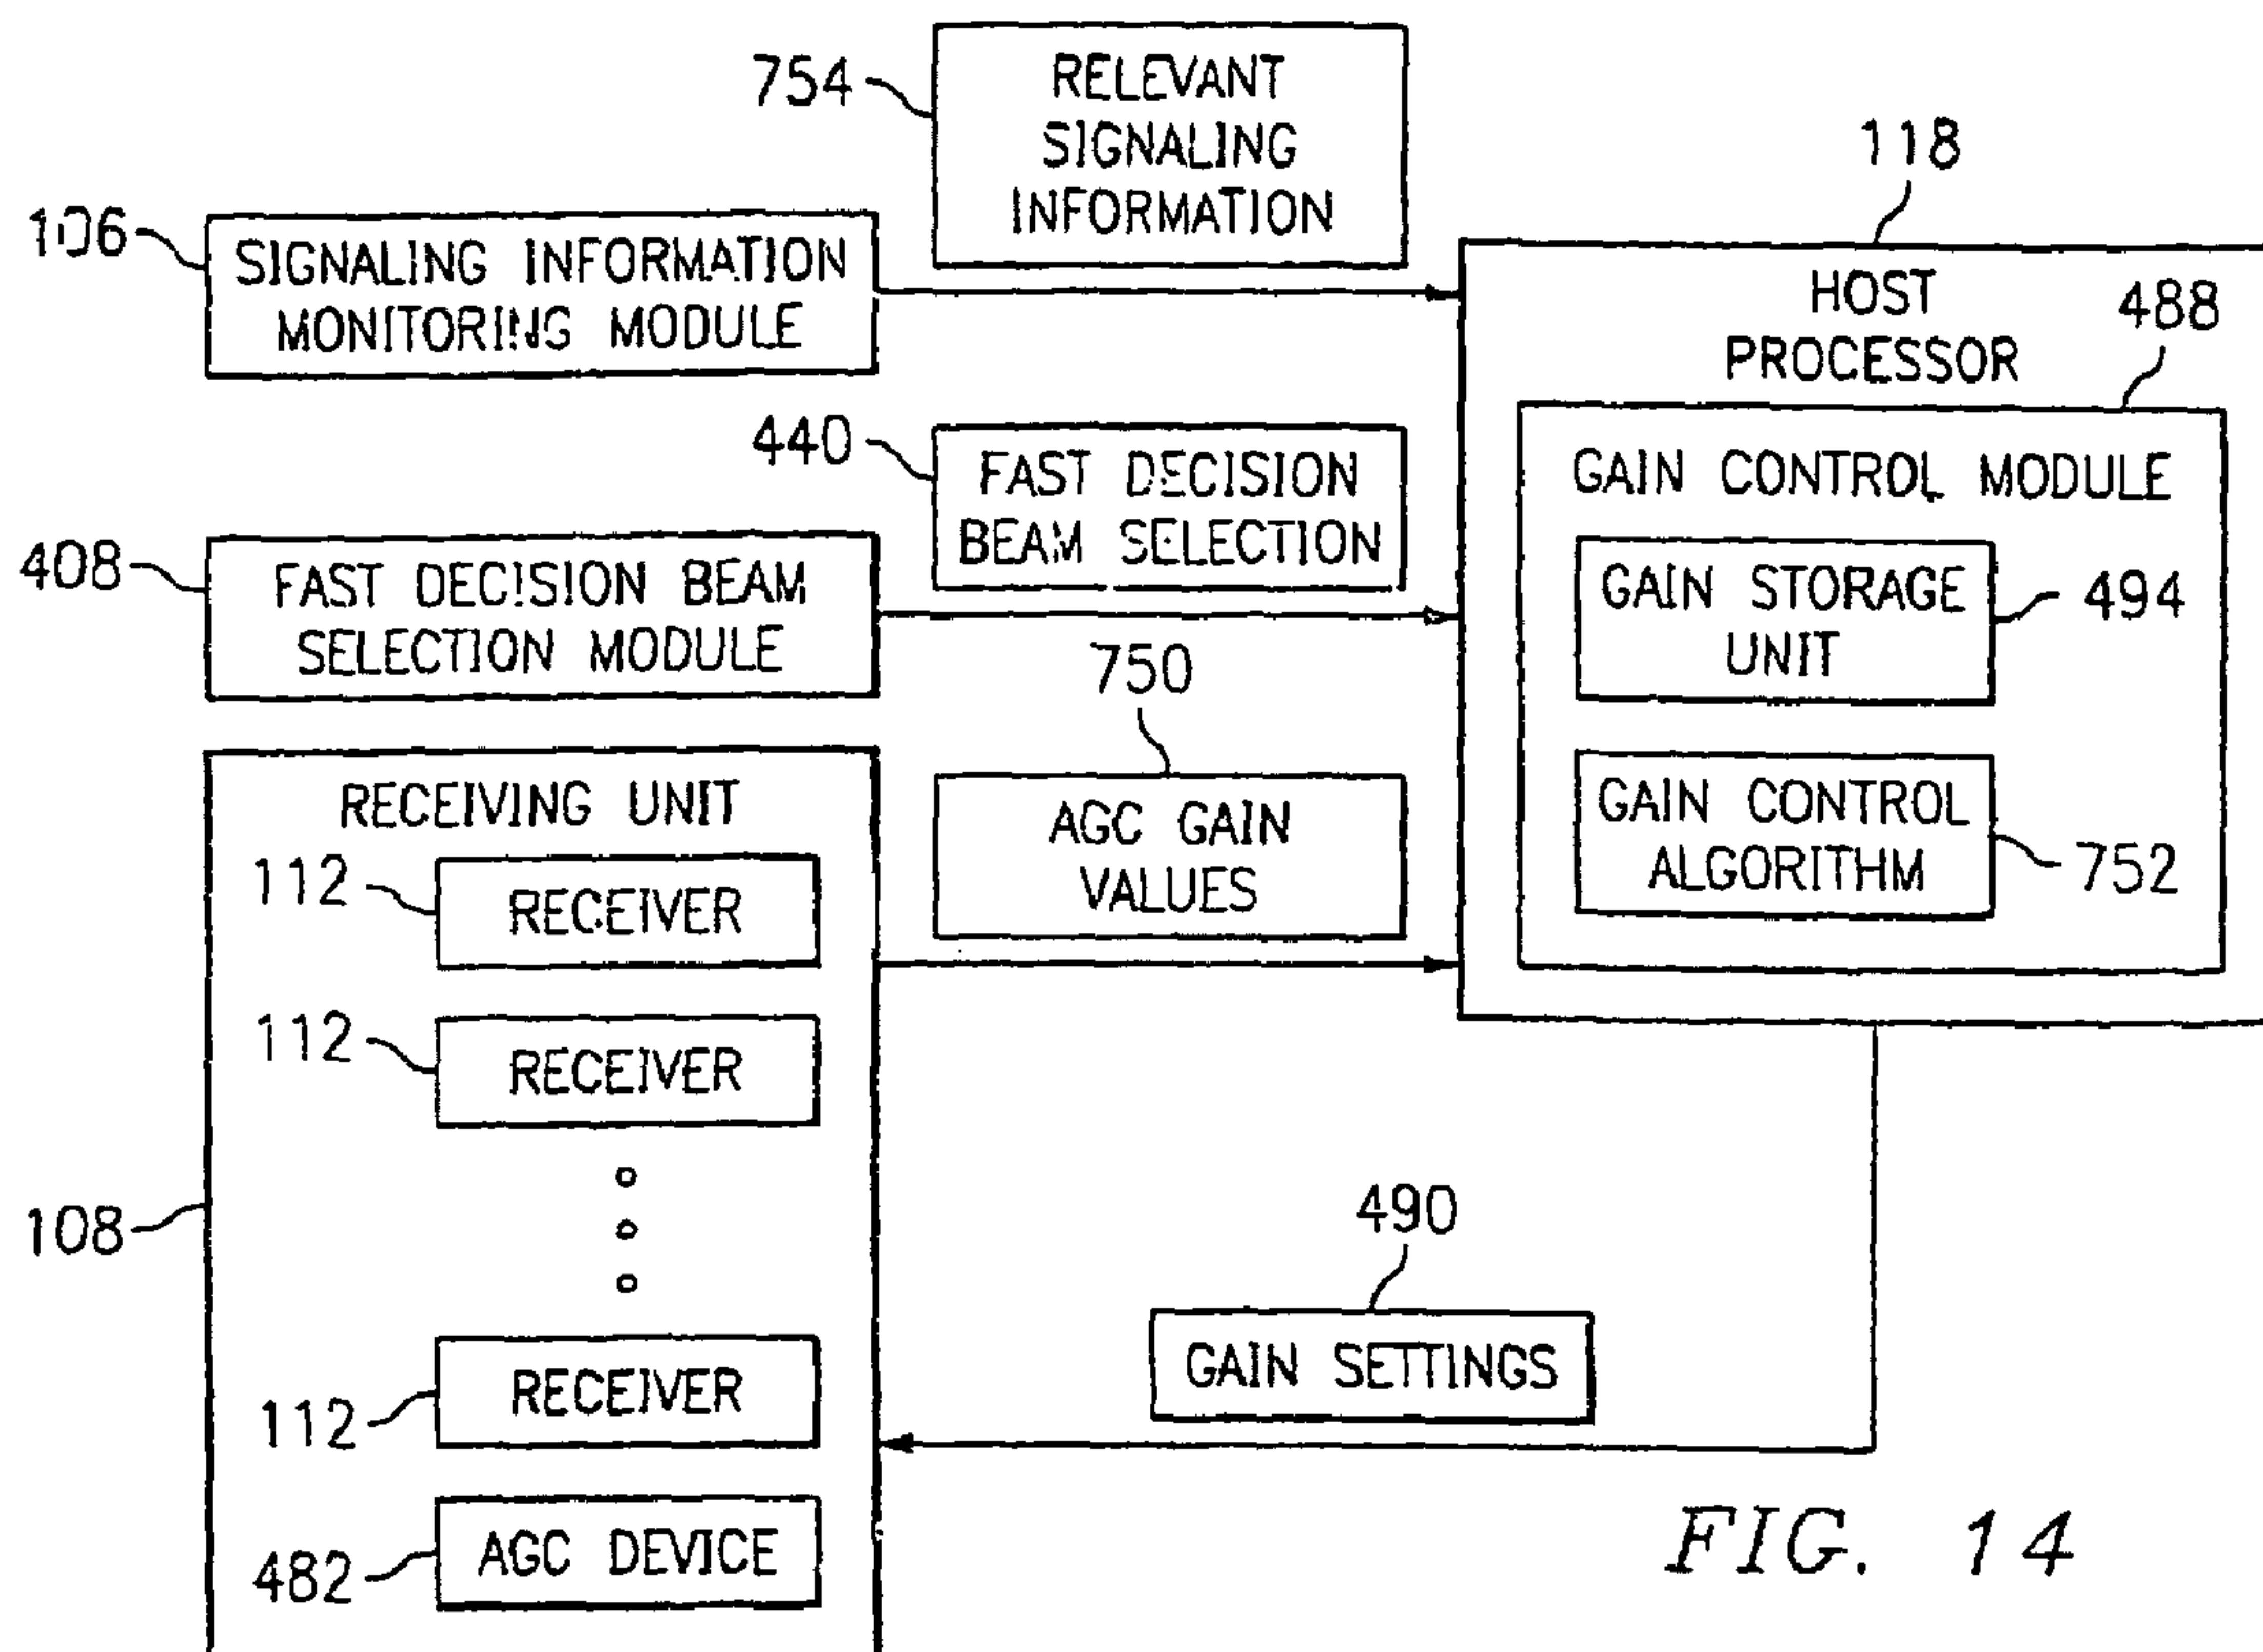 754
RELEVANT
SIGNALING
INFORMATION
118
106
SIGNALING INFORMATION
MONITORING MODULE
HOST
PROCESSOR
488
440
FAST DECISION
BEAM SELECTION
GAIN CONTROL MODULE
408
FAST DECISION BEAM
SELECTION MODULE
GAIN STORAGE
UNIT
494
750
RECEIVING UNIT
AGC GAIN
VALUES
GAIN CONTROL
ALGORITHM
752
112
RECEIVER
112
RECEIVER
108
490
GAIN SETTINGS
112
RECEIVER
482
AGC DEVICE
FIG. 14